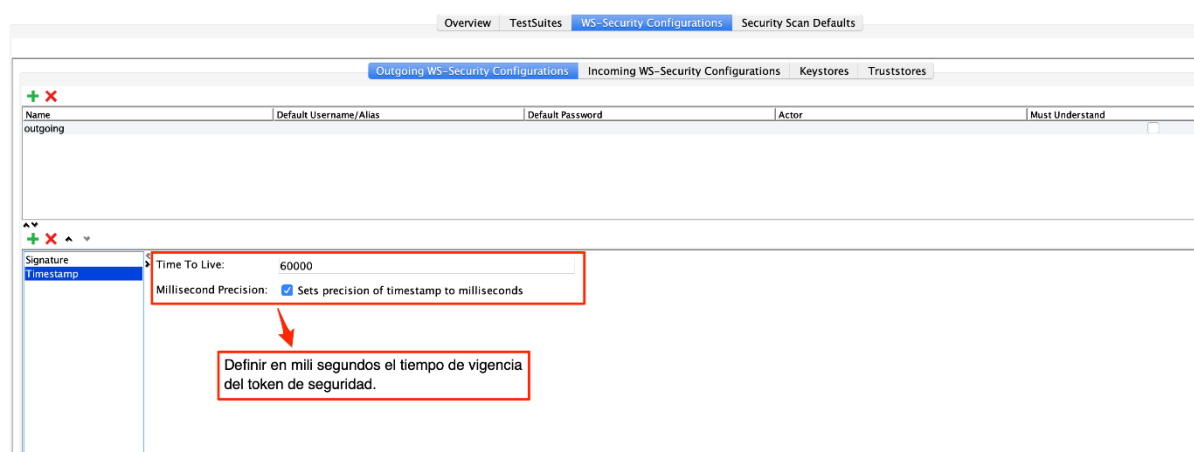 Overview TestSuites WS-Security Configurations Security Scan Defaults
Outgoing WS-Security Configurations Incoming WS-Security Configurations Keystores Truststores
Name Default Username/Alias Default Password Actor Must Understand
outgoing
Signature
Timestamp
Time To Live: 60000
Millisecond Precision: Sets precision of timestamp to milliseconds
Definir en mili segundos el tiempo de vigencia
del token de seguridad.